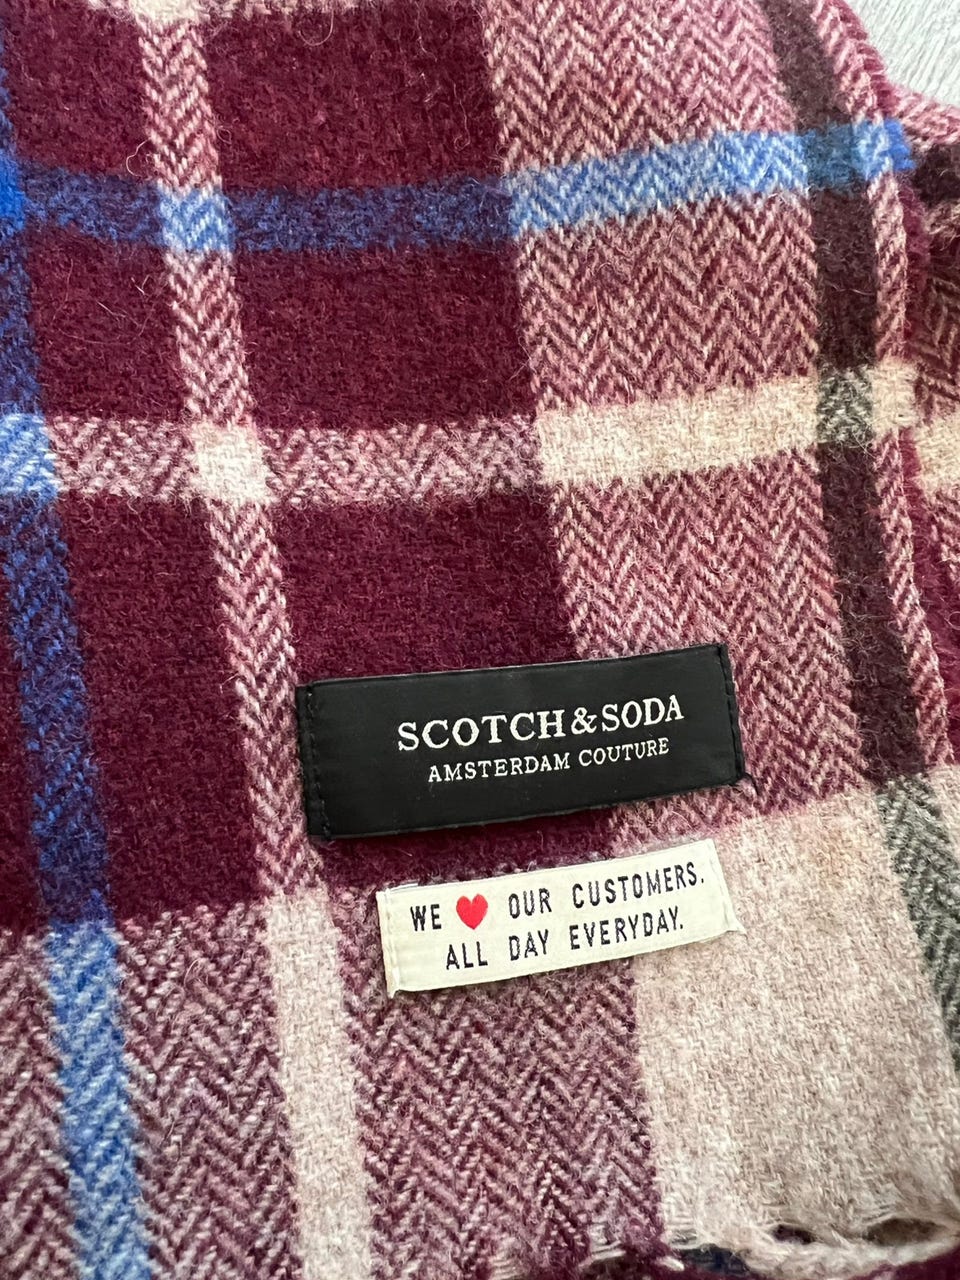 SCOTCH & SODA
AMSTERDAM COUTURE
WE ❤ OUR CUSTOMERS.
ALL DAY EVERYDAY.